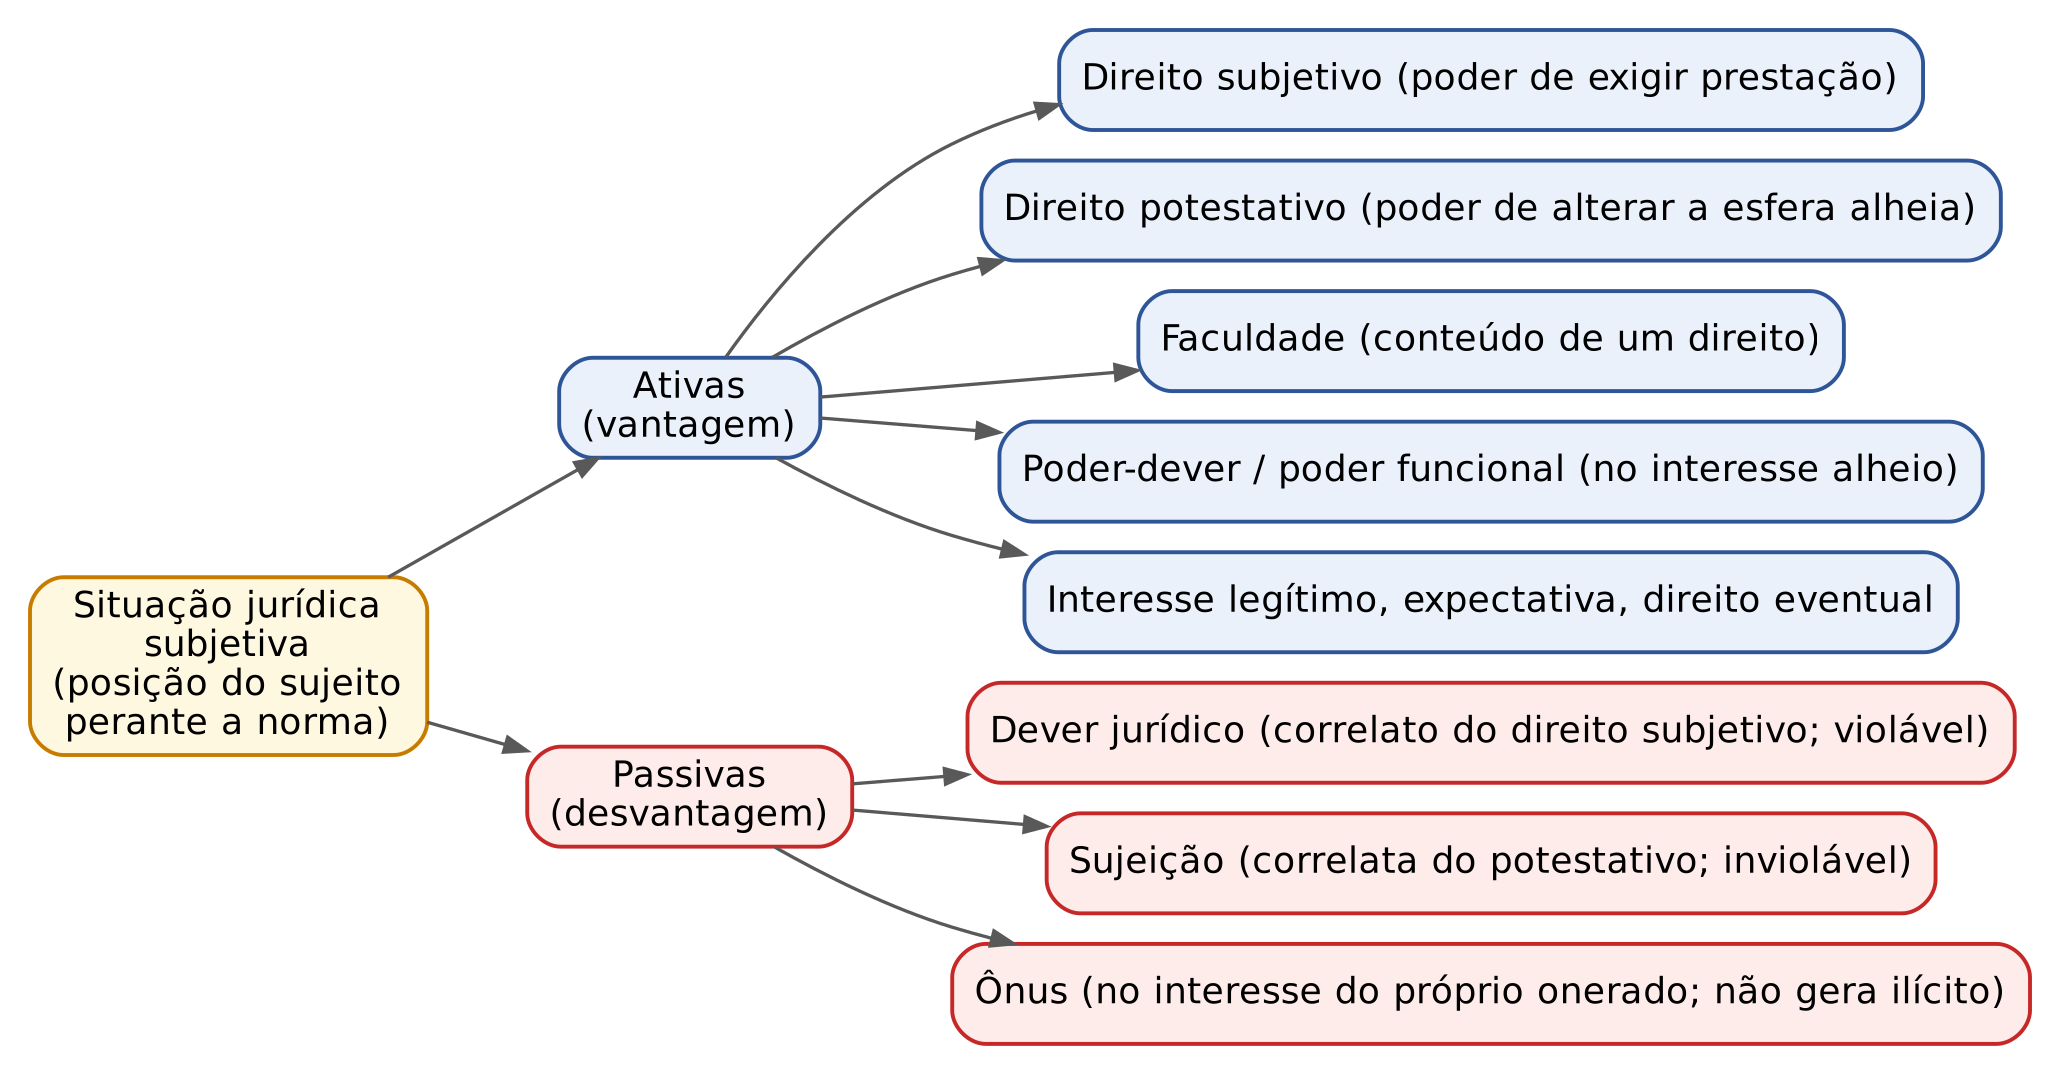 Direito subjetivo (poder de exigir prestação)
Direito potestativo (poder de alterar a esfera alheia)
Faculdade (conteúdo de um direito)
Ativas
(vantagem)
Poder-dever / poder funcional (no interesse alheio)
Interesse legítimo, expectativa, direito eventual
Situação jurídica
subjetiva
(posição do sujeito
perante a norma)
Dever jurídico (correlato do direito subjetivo; violável)
Passivas
(desvantagem)
Sujeição (correlata do potestativo; inviolável)
Ônus (no interesse do próprio onerado; não gera ilícito)